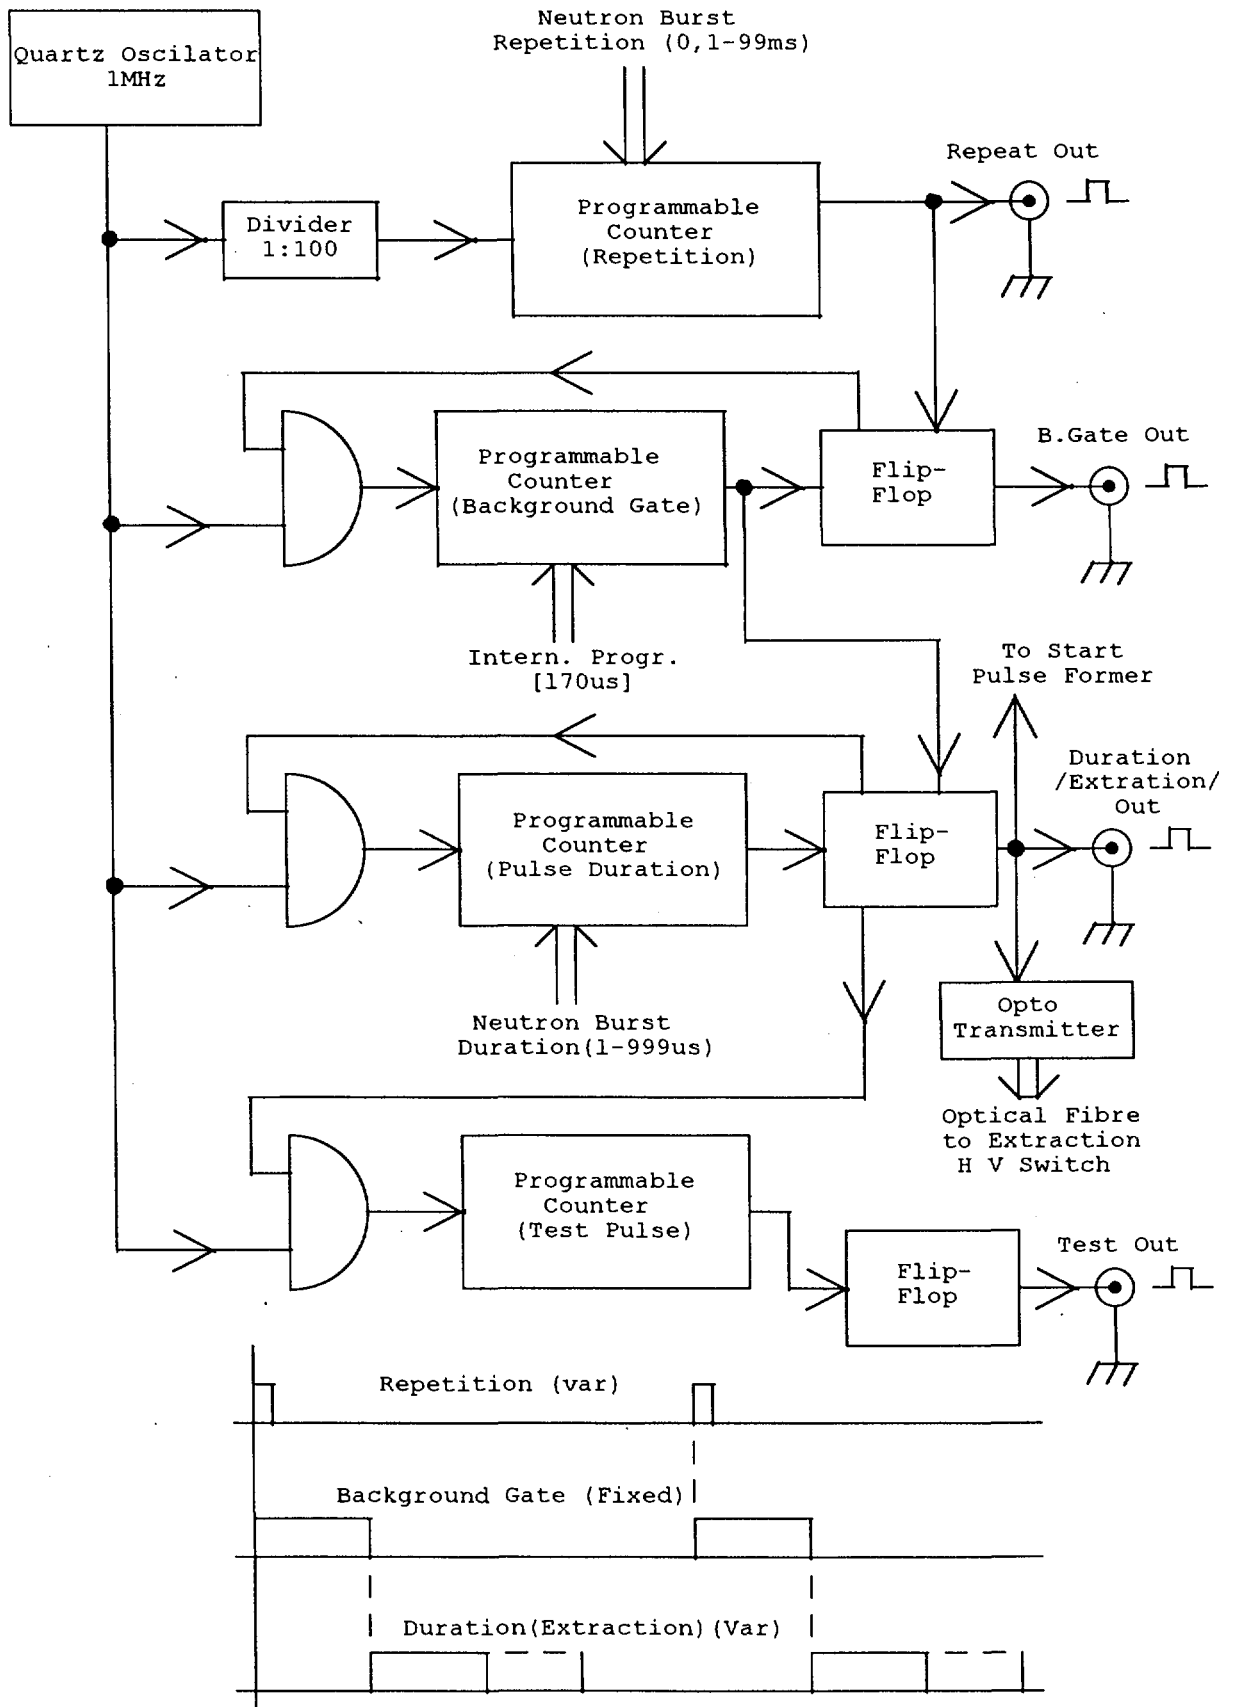 Neutron Burst
Repetition (0,1-99ms)
Quartz Oscilator
1MHz
Repeat Out
Divider
1:100
Programmable
Counter
(Repetition)
B.Gate Out
Programmable
Counter
(Background Gate)
Flip-
Flop
Intern. Progr.
[170us]
To Start
Pulse Former
Duration
/Extration/
Out
Programmable
Counter
(Pulse Duration)
Flip-
Flop
Neutron Burst
Duration(1-999us)
Opto
Transmitter
Optical Fibre
to Extraction
H V Switch
Programmable
Counter
(Test Pulse)
Flip-
Flop
Test Out
Repetition (var)
Background Gate (Fixed)
Duration(Extraction)(Var)